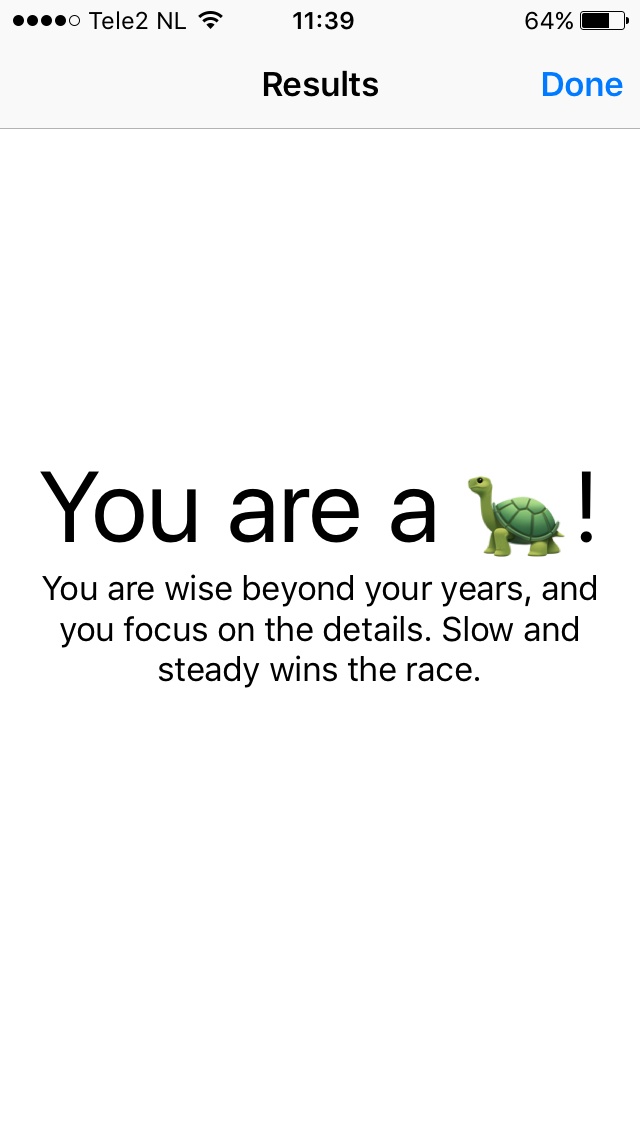 Tele2 NL 11:39 64%
Results Done
You are a 🐢!
You are wise beyond your years, and
you focus on the details. Slow and
steady wins the race.